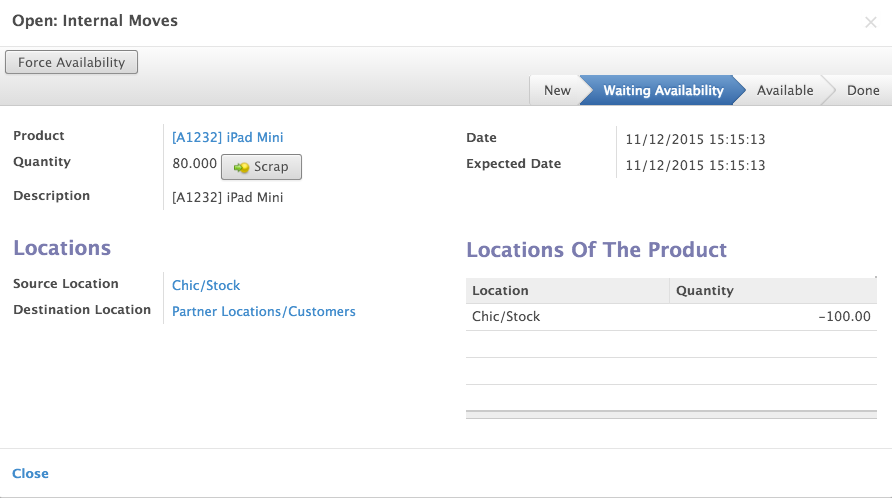 Open: Internal Moves
Force Availability
New
Waiting Availability
Available
Done
Product [A1232] iPad Mini
Quantity 80.000 Scrap
Description [A1232] iPad Mini
Date 11/12/2015 15:15:13
Expected Date 11/12/2015 15:15:13
Locations
Source Location Chic/Stock
Destination Location Partner Locations/Customers
Locations Of The Product
Location Quantity
Chic/Stock -100.00
Close